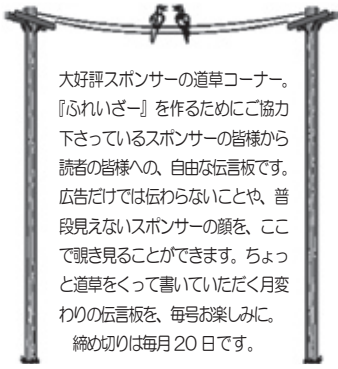 大好評スポンサーの道草コーナー。
『ふれいざー』を作るためにご協力
下さっているスポンサーの皆様から
読者の皆様への、自由な伝言板です。
広告だけでは伝わらないことや、普
段見えないスポンサーの顔を、ここ
で覗き見ることができます。ちょっ
と道草をくって書いていただく月変
わりの伝言板を、毎号お楽しみに。
締め切りは毎月20日です。